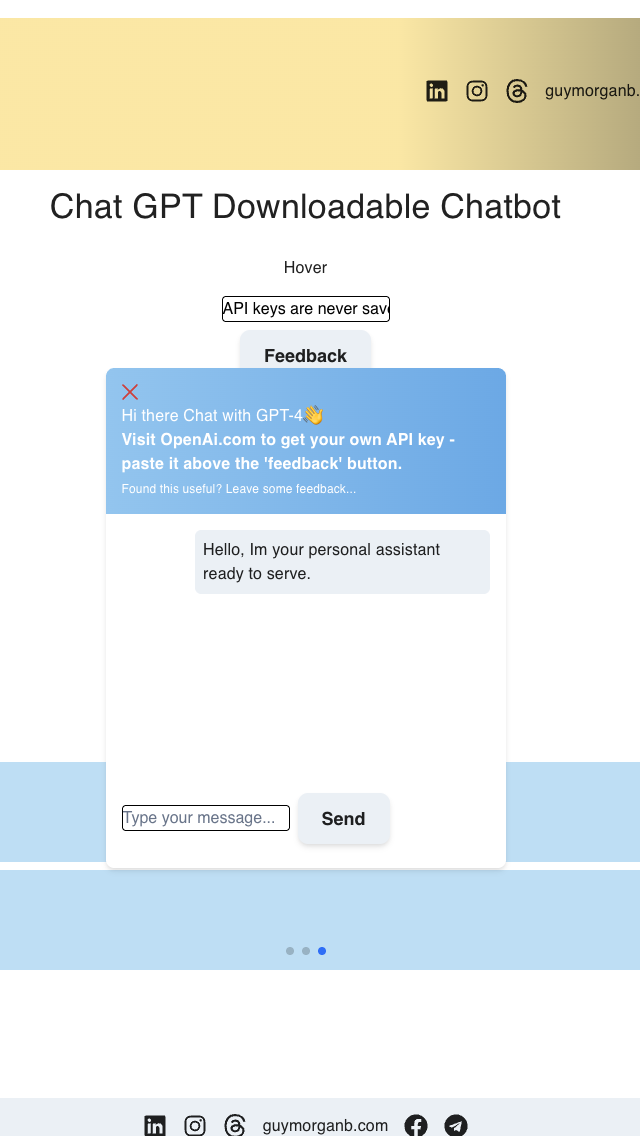 guymorganb.
Chat GPT Downloadable Chatbot
Hover
API keys are never save
Feedback
Hi there Chat with GPT-4👋
Visit OpenAi.com to get your own API key -
paste it above the 'feedback' button.
Found this useful? Leave some feedback...
Hello, Im your personal assistant
ready to serve.
Type your message...
Send
guymorganb.com